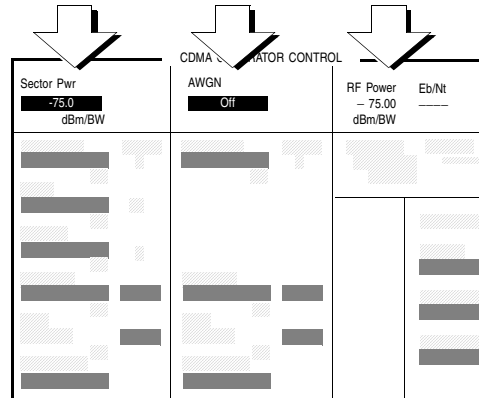 CDMA RATOR CONTROL
Sector Pwr
-75.0
dBm/BW
AWGN
Off
RF Power Eb/Nt
– 75.00 ––––
dBm/BW